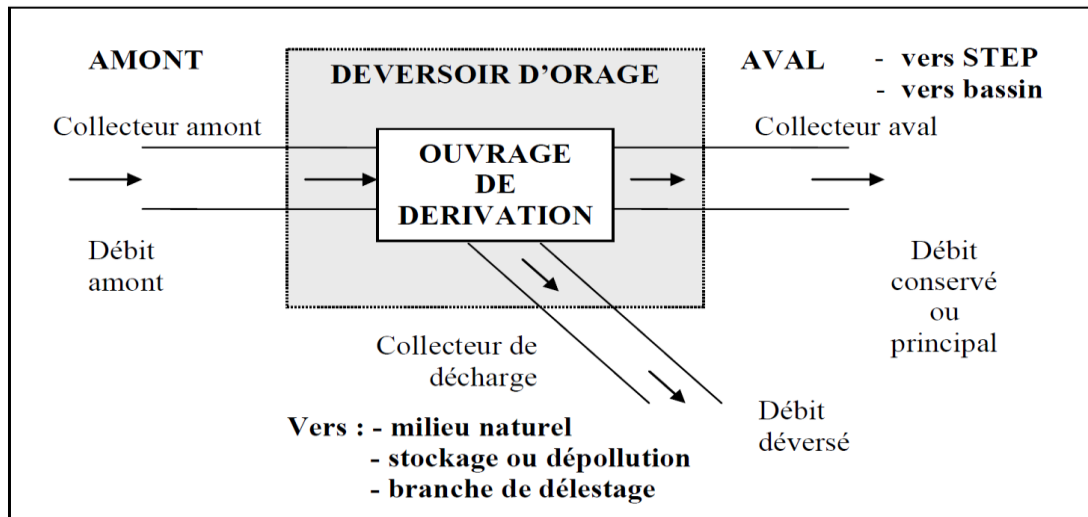 AMONT
DEVERSOIR D'ORAGE
AVAL - vers STEP
- vers bassin
Collecteur amont
Collecteur aval
OUVRAGE
DE
DERIVATION
Débit
amont
Débit
conservé
ou
principal
Collecteur de
décharge
Débit
déversé
Vers : - milieu naturel
- stockage ou dépollution
- branche de délestage